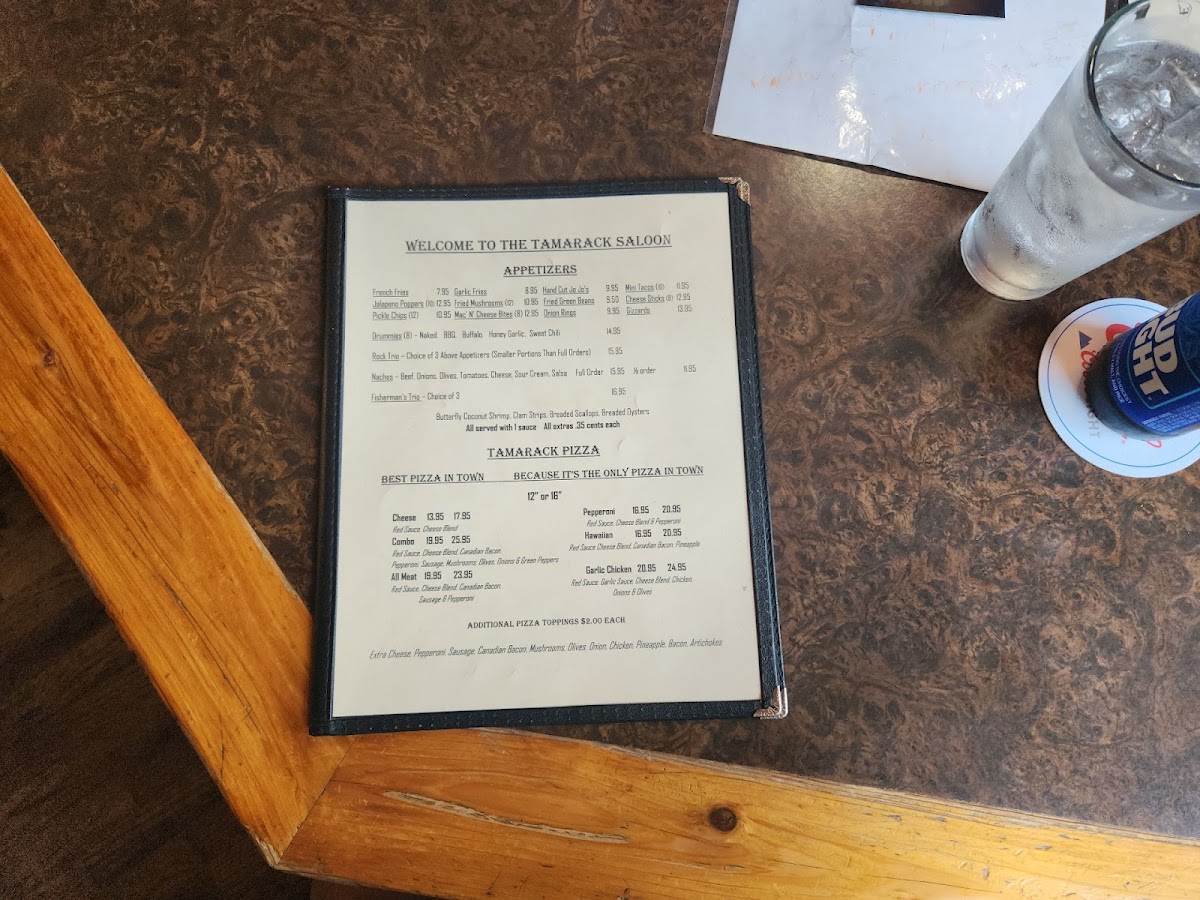 WELCOME TO THE TAMARACK SALOON
APPETIZERS
French Fries 7.95 Garlic Fries 8.95 Hand Cut Jo Jo's 9.95 Mini Tacos (10) 11.95
Jalapeno Poppers (10) 12.95 Fried Mushrooms (12) 10.95 Fried Green Beans 9.50 Cheese Sticks (8) 12.95
Pickle Chips (12) 10.95 Mac' N' Cheese Bites (8) 12.95 Onion Rings 9.95 Gizzards 13.95
Drummies (8) – Naked, BBQ, Buffalo, Honey Garlic, Sweet Chili 14.95
Rock Trio – Choice of 3 Above Appetizers (Smaller Portions Than Full Orders) 15.95
Nachos – Beef, Onions, Olives, Tomatoes, Cheese, Sour Cream, Salsa Full Order 15.95 ½ order 11.95
Fisherman's Trio – Choice of 3 16.95
Butterfly Coconut Shrimp, Clam Strips, Breaded Scallops, Breaded Oysters
All served with 1 sauce All extras .35 cents each
TAMARACK PIZZA
BEST PIZZA IN TOWN BECAUSE IT'S THE ONLY PIZZA IN TOWN
12" or 16"
Cheese 13.95 17.95
Red Sauce, Cheese Blend
Combo 19.95 25.95
Red Sauce, Cheese Blend, Canadian Bacon,
Pepperoni, Sausage, Mushrooms, Olives, Onions & Green Peppers
All Meat 19.95 23.95
Red Sauce, Cheese Blend, Canadian Bacon,
Sausage & Pepperoni
Pepperoni 16.95 20.95
Red Sauce, Cheese Blend & Pepperoni
Hawaiian 16.95 20.95
Red Sauce Cheese Blend, Canadian Bacon, Pineapple
Garlic Chicken 20.95 24.95
Red Sauce, Garlic Sauce, Cheese Blend, Chicken,
Onions & Olives
ADDITIONAL PIZZA TOPPINGS $2.00 EACH
Extra Cheese, Pepperoni, Sausage, Canadian Bacon, Mushrooms, Olives, Onion, Chicken, Pineapple, Bacon, Artichokes
BUD
LIGHT